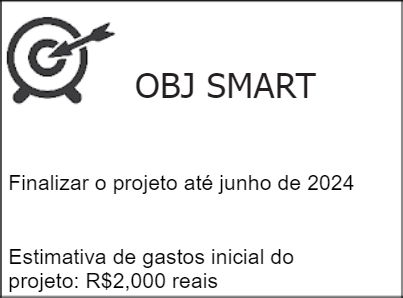 OBJ SMART
Finalizar o projeto até junho de 2024
Estimativa de gastos inicial do
projeto: R$2,000 reais